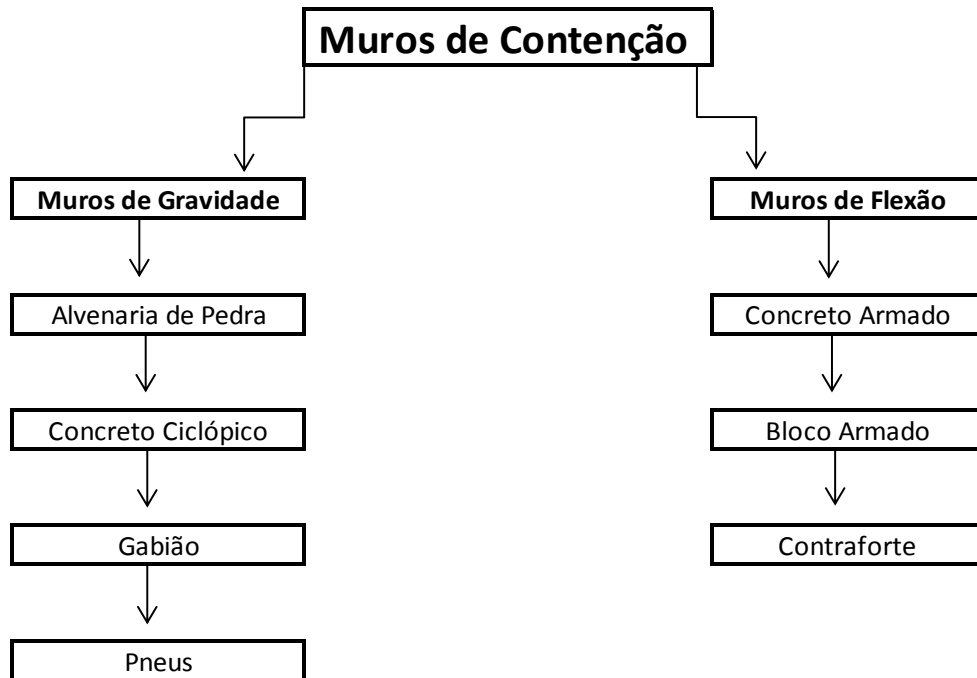 Muros de Contenção
Muros de Gravidade
Muros de Flexão
Alvenaria de Pedra
Concreto Armado
Concreto Ciclópico
Bloco Armado
Gabião
Contraforte
Pneus